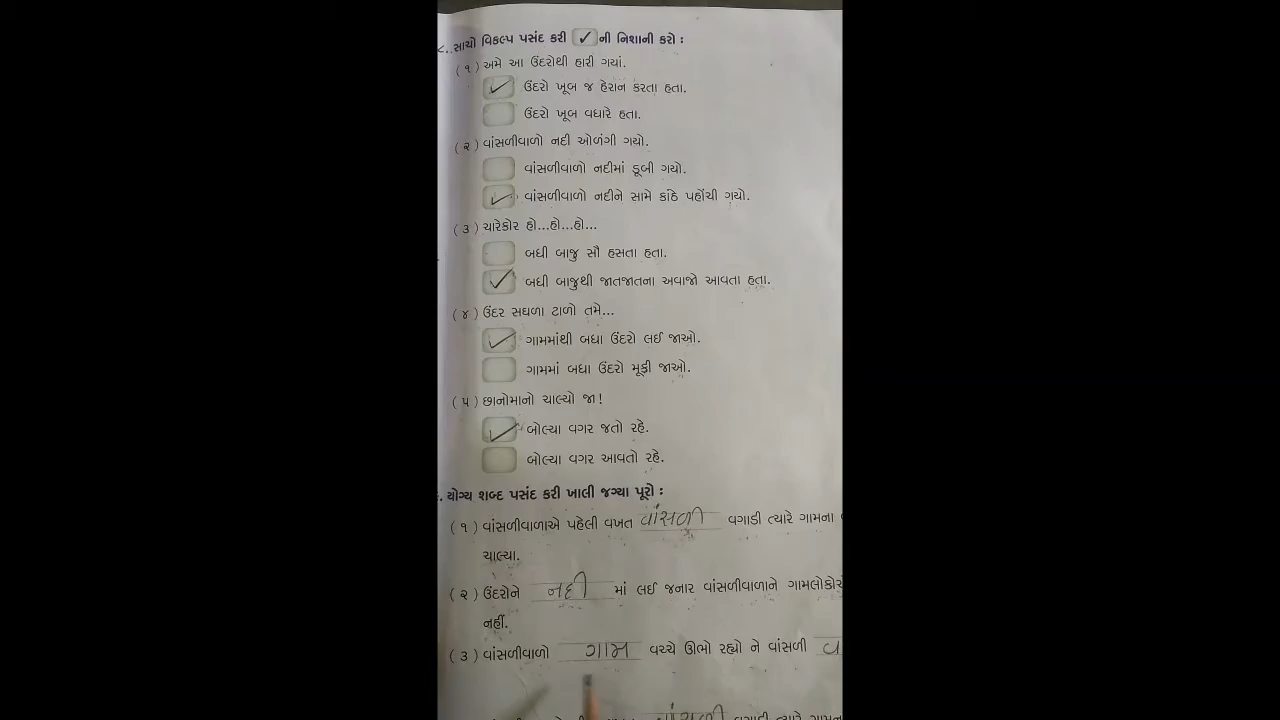 ૮. સાચો વિકલ્પ પસંદ કરી ✓ ની નિશાની કરો :
(૧) અમે આ ઉંદરોથી હારી ગયાં.
✓ ઉંદરો ખૂબ જ હેરાન કરતા હતા.
ઉંદરો ખૂબ વધારે હતા.
(૨) વાંસળીવાળો નદી ઓળંગી ગયો.
વાંસળીવાળો નદીમાં ડૂબી ગયો.
✓ વાંસળીવાળો નદીને સામે કાંઠે પહોંચી ગયો.
(૩) ચારેકોર હો...હો...હો...
બધી બાજુ સૌ હસતા હતા.
✓ બધી બાજુથી જાતજાતના અવાજો આવતા હતા.
(૪) ઉંદર સઘળા ટાળો તમે...
✓ ગામમાંથી બધા ઉંદરો લઈ જાઓ.
ગામમાં બધા ઉંદરો મૂકી જાઓ.
(૫) છાનોમાનો ચાલ્યો જા!
✓ બોલ્યા વગર જતો રહે.
બોલ્યા વગર આવતો રહે.
. યોગ્ય શબ્દ પસંદ કરી ખાલી જગ્યા પૂરો :
(૧) વાંસળીવાળાએ પહેલી વખત વાંસળી વગાડી ત્યારે ગામના
ચાલ્યા.
(૨) ઉંદરોને નદી માં લઈ જનાર વાંસળીવાળાને ગામલોકોએ
નહીં.
(૩) વાંસળીવાળો ગામ વચ્ચે ઊભો રહ્યો ને વાંસળી વ
વાંસળી વગાડી ત્યારે ગામના